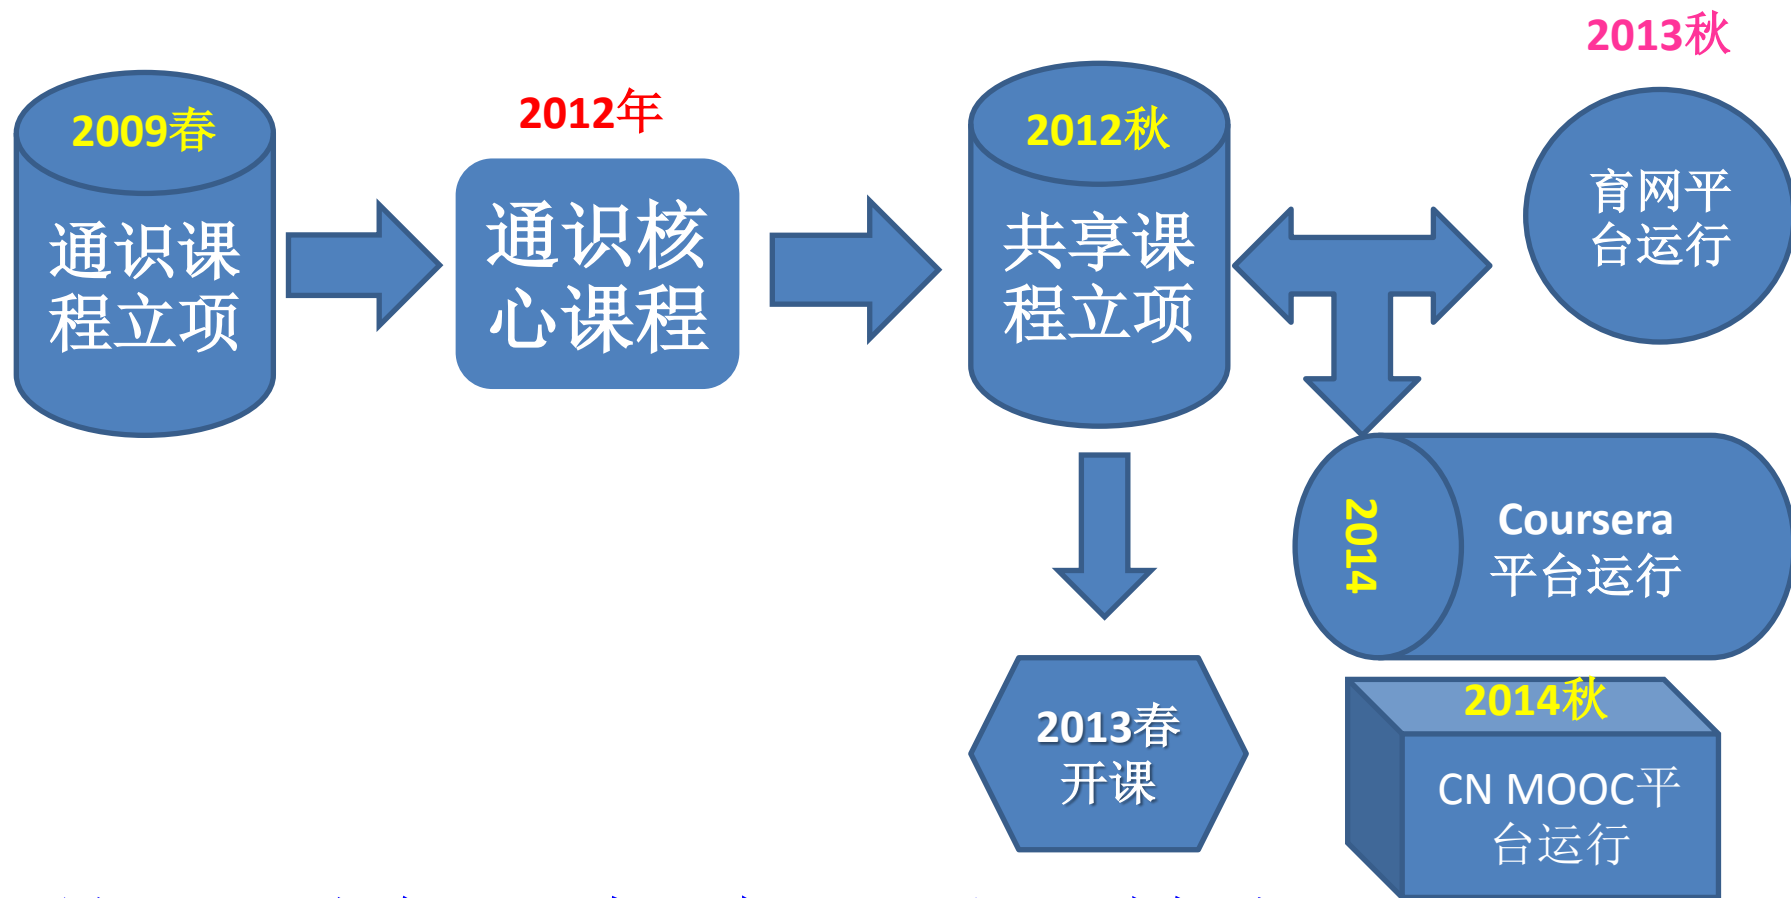 2009春
通识课
程立项
2012年
通识核
心课程
2012秋
共享课
程立项
2013秋
育网平
台运行
2014
Coursera
平台运行
2013春
开课
2014秋
CN MOOC平
台运行